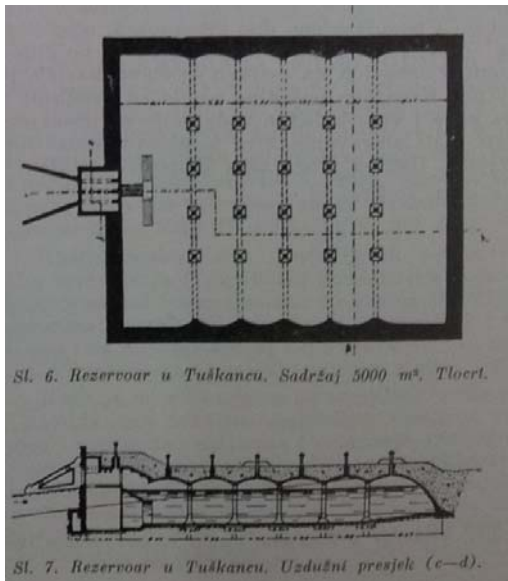 Sl. 6. Rezervoar u Tuškancu. Sadržaj 5000 m³. Tlocrt.
Sl. 7. Rezervoar u Tuškancu. Uzdužni presjek (c—d).